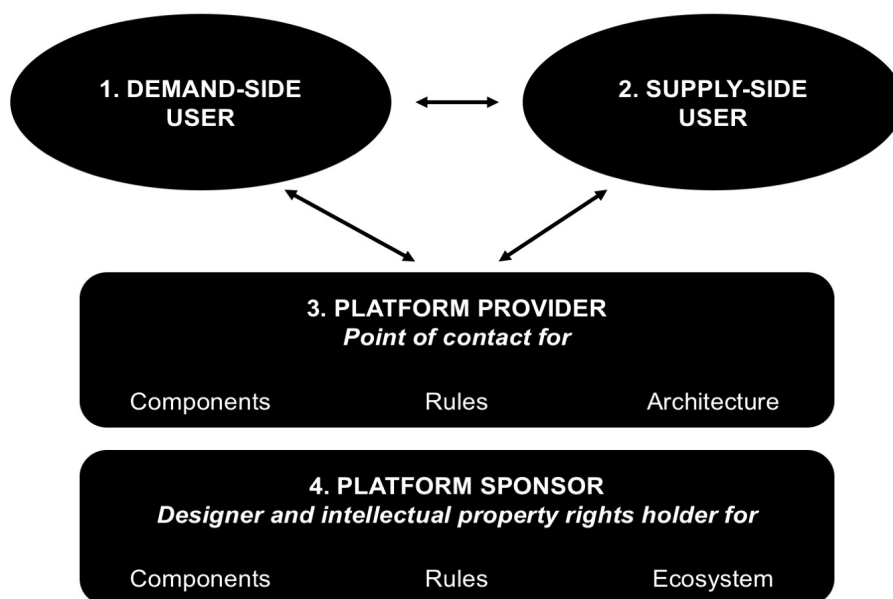 1. DEMAND-SIDE
USER
2. SUPPLY-SIDE
USER
3. PLATFORM PROVIDER
Point of contact for
Components Rules Architecture
4. PLATFORM SPONSOR
Designer and intellectual property rights holder for
Components Rules Ecosystem